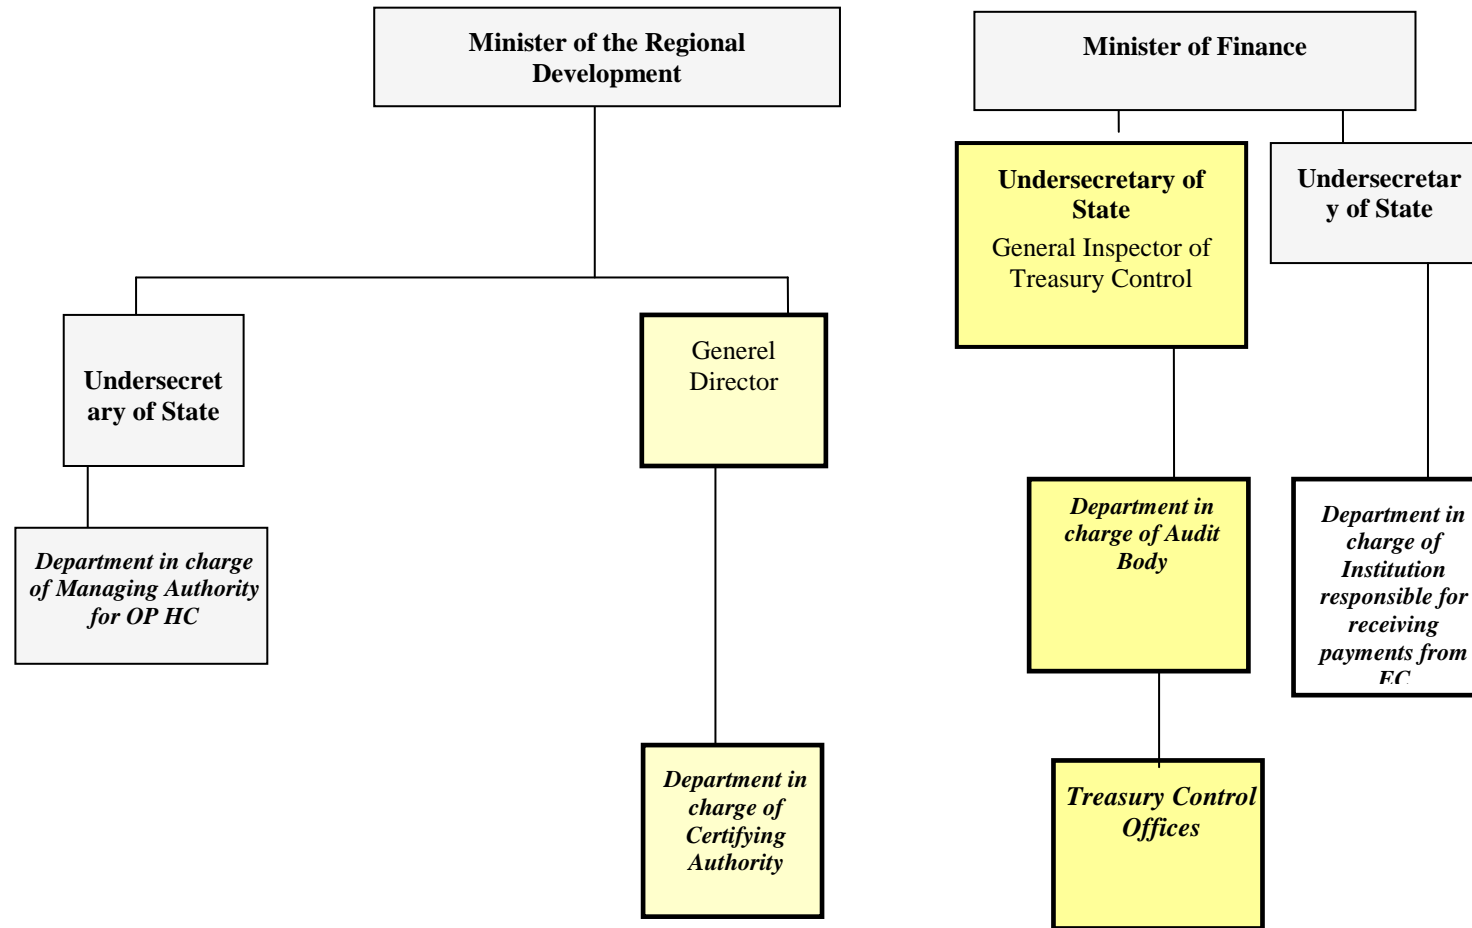 Minister of the Regional
Development
Minister of Finance
Undersecretary of
State
General Inspector of
Treasury Control
Undersecretar
y of State
Undersecret
ary of State
Generel
Director
Department in charge
of Managing Authority
for OP HC
Department in
charge of Audit
Body
Department in
charge of
Institution
responsible for
receiving
payments from
EC
Department in
charge of
Certifying
Authority
Treasury Control
Offices